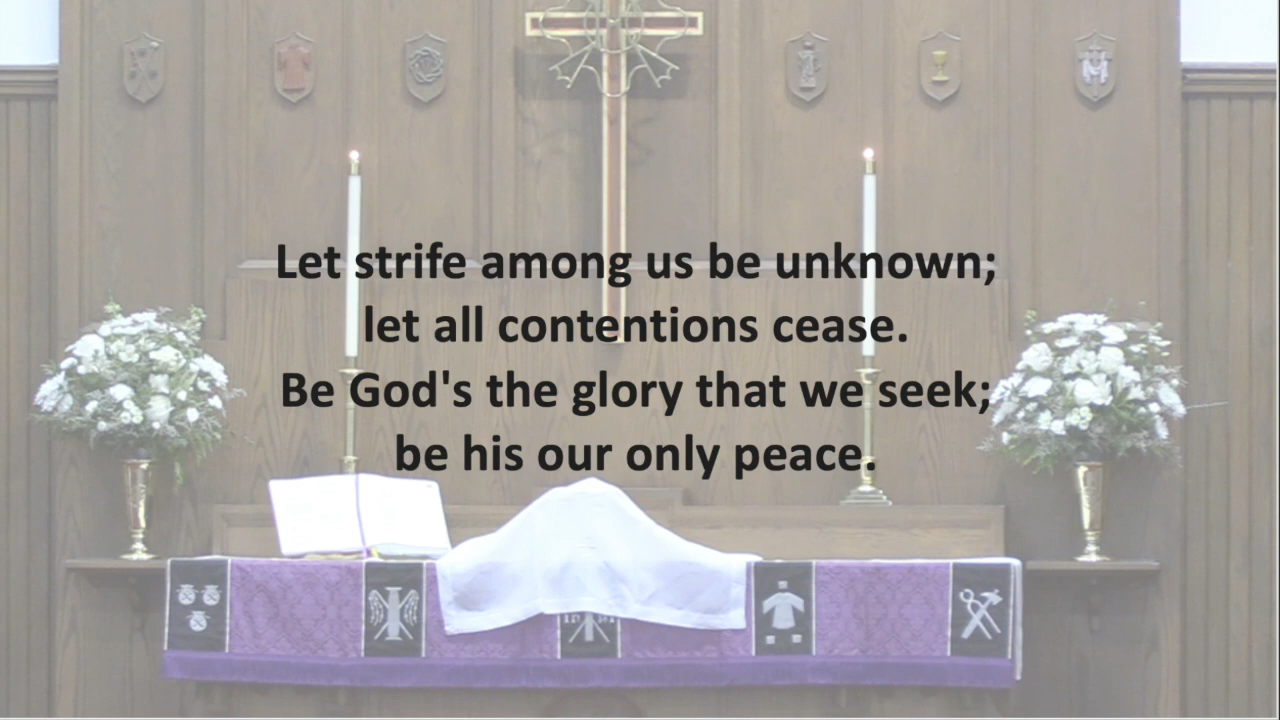 Let strife among us be unknown;
let all contentions cease.
Be God's the glory that we seek;
be his our only peace.